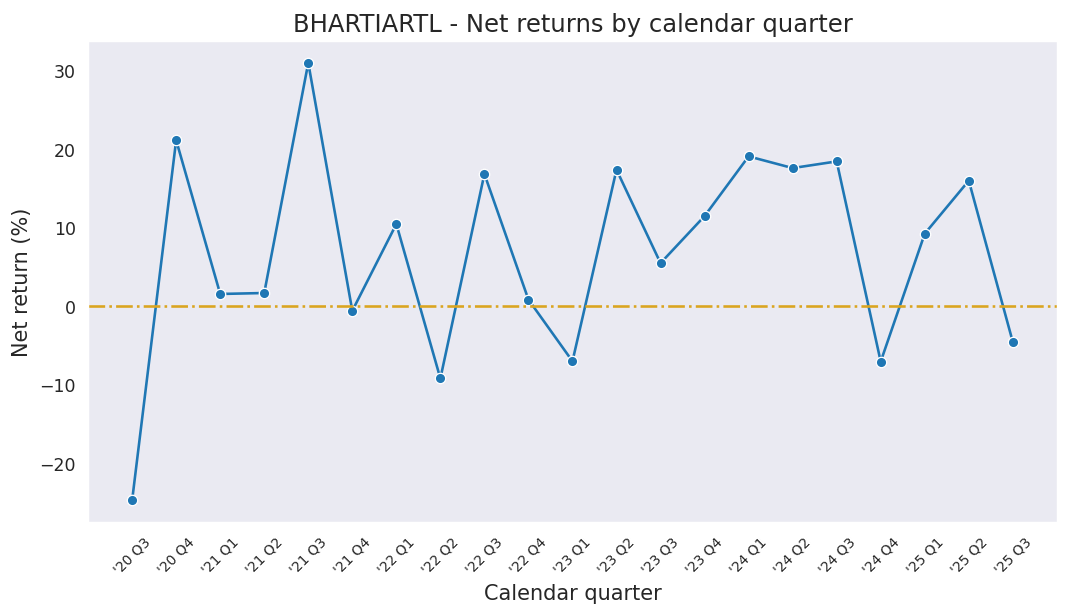 BHARTIARTL - Net returns by calendar quarter
Net return (%)
30
20
10
0
−10
−20
'20 Q3
'20 Q4
'21 Q1
'21 Q2
'21 Q3
'21 Q4
'22 Q1
'22 Q2
'22 Q3
'22 Q4
'23 Q1
'23 Q2
'23 Q3
'23 Q4
'24 Q1
'24 Q2
'24 Q3
'24 Q4
'25 Q1
'25 Q2
'25 Q3
Calendar quarter